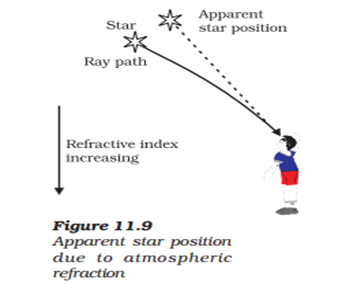 Apparent
star position
Star
Ray path
Refractive index
increasing
Figure 11.9
Apparent star position
due to atmospheric
refraction